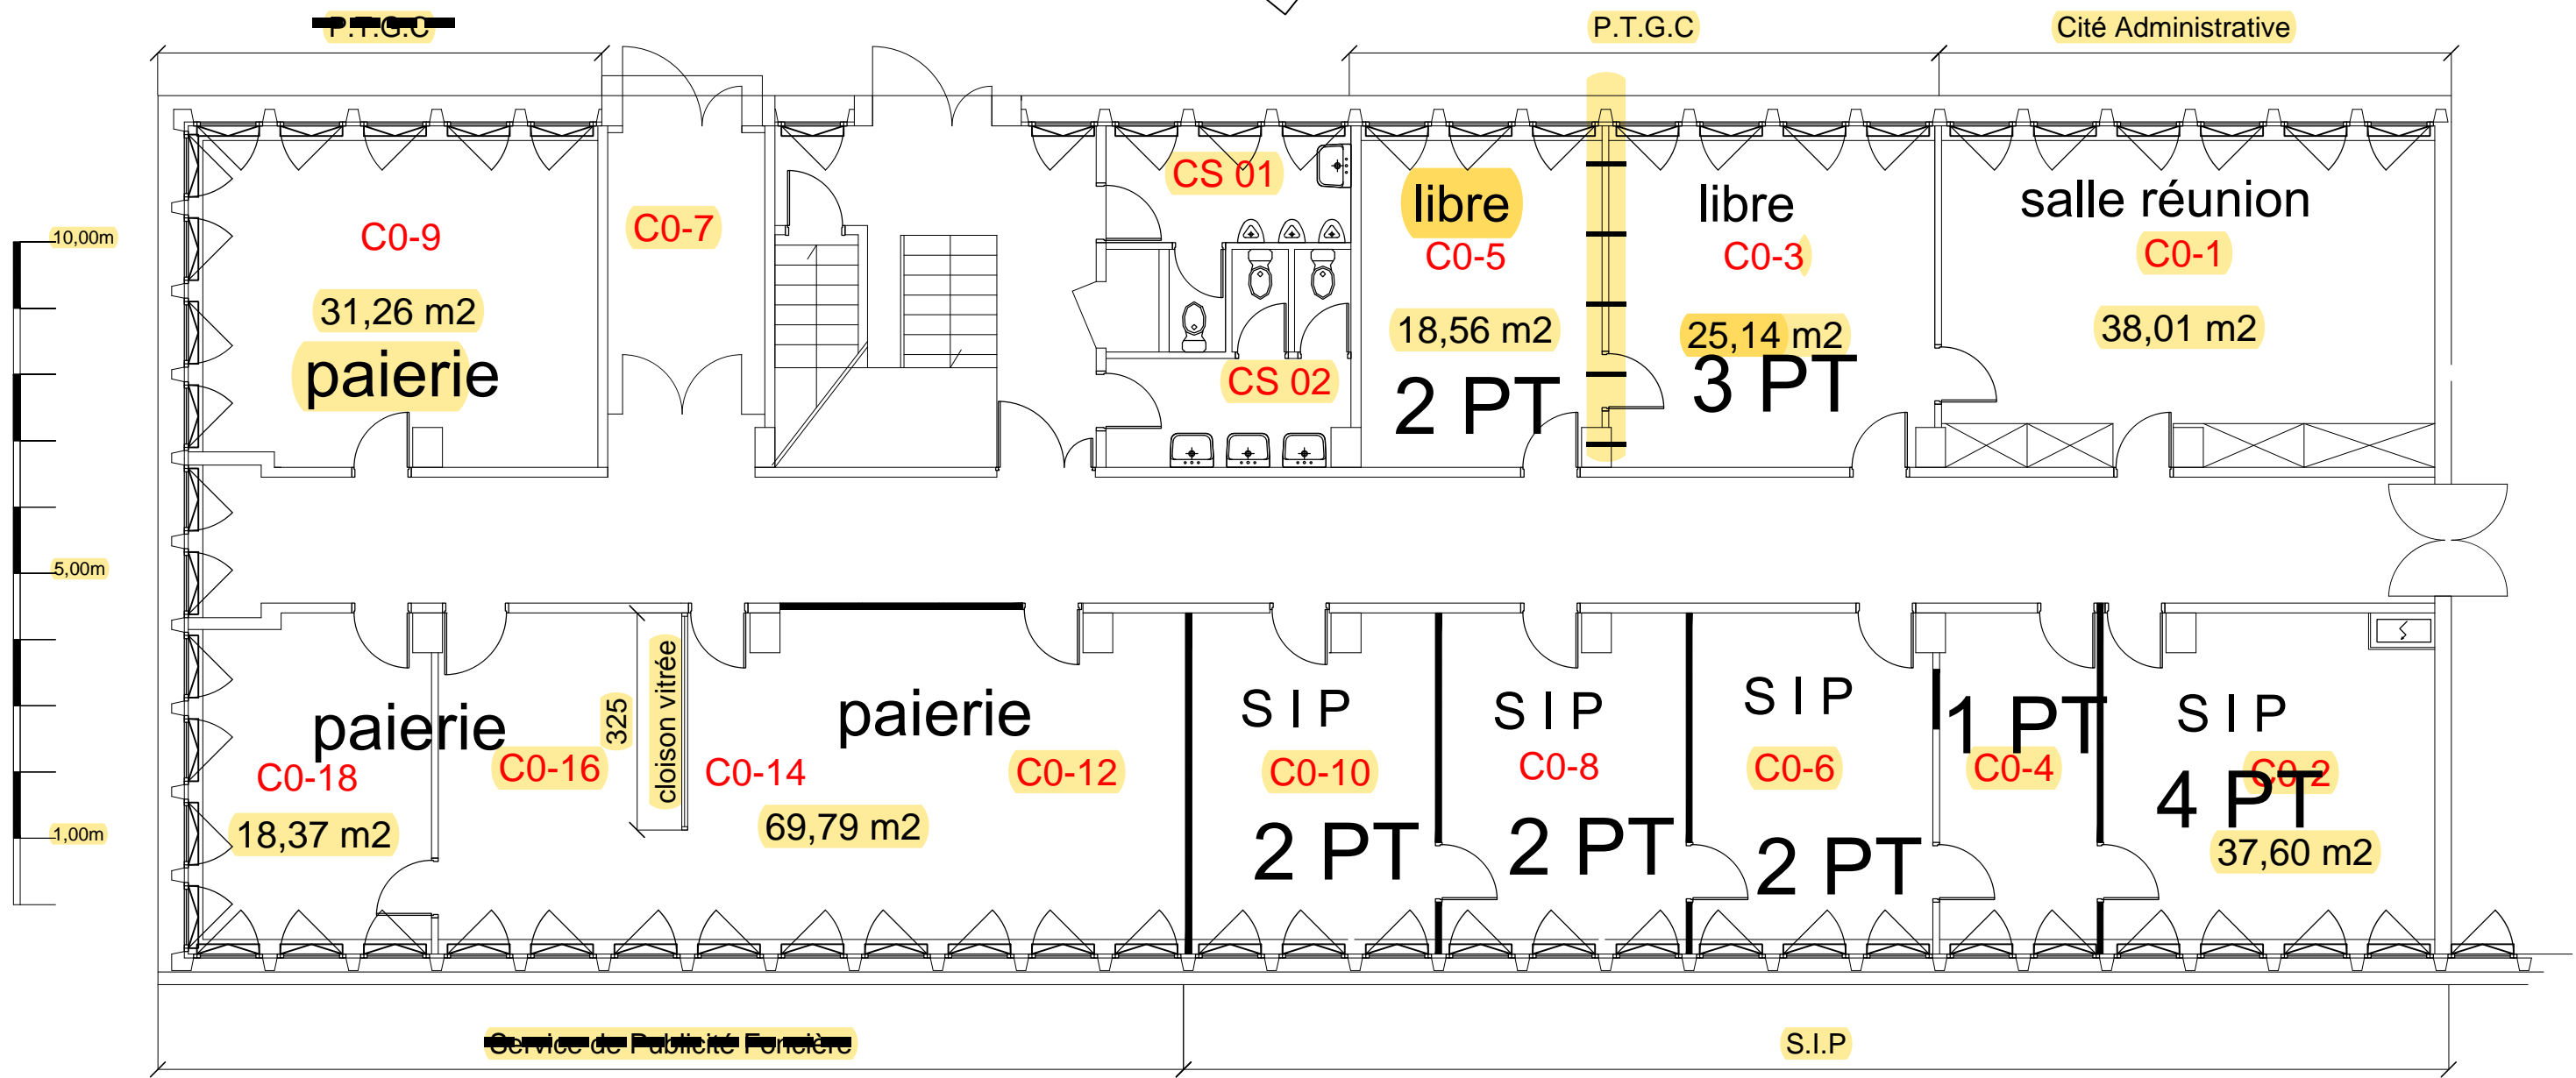 P.T.G.C
P.T.G.C
Cité Administrative
CS 01
libre
libre
salle réunion
C0-9
C0-7
C0-5
C0-3
C0-1
10,00m
31,26 m2
18,56 m2
25,14 m2
38,01 m2
paierie
CS 02
2 PT
3 PT
5,00m
cloison vitrée
325
paierie
paierie
S I P
S I P
S I P
1 PT
S I P
C0-18
C0-16
C0-14
C0-12
C0-10
C0-8
C0-6
C0-4
C0-2
4 PT
1,00m
18,37 m2
69,79 m2
2 PT
2 PT
2 PT
37,60 m2
Service de Publicité Foncière
S.I.P